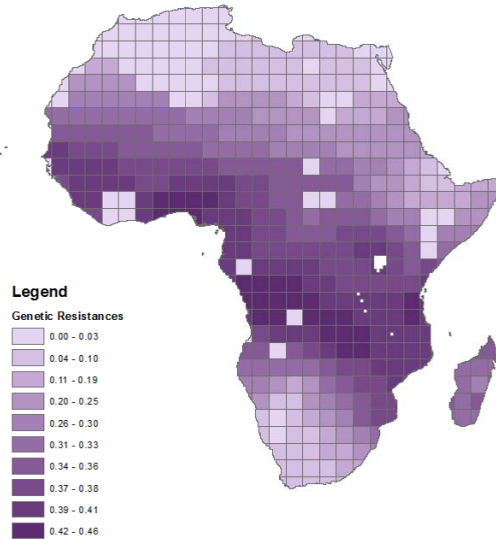 Legend
Genetic Resistances
0.00 - 0.03
0.04 - 0.10
0.11 - 0.19
0.20 - 0.25
0.26 - 0.30
0.31 - 0.33
0.34 - 0.36
0.37 - 0.38
0.39 - 0.41
0.42 - 0.46